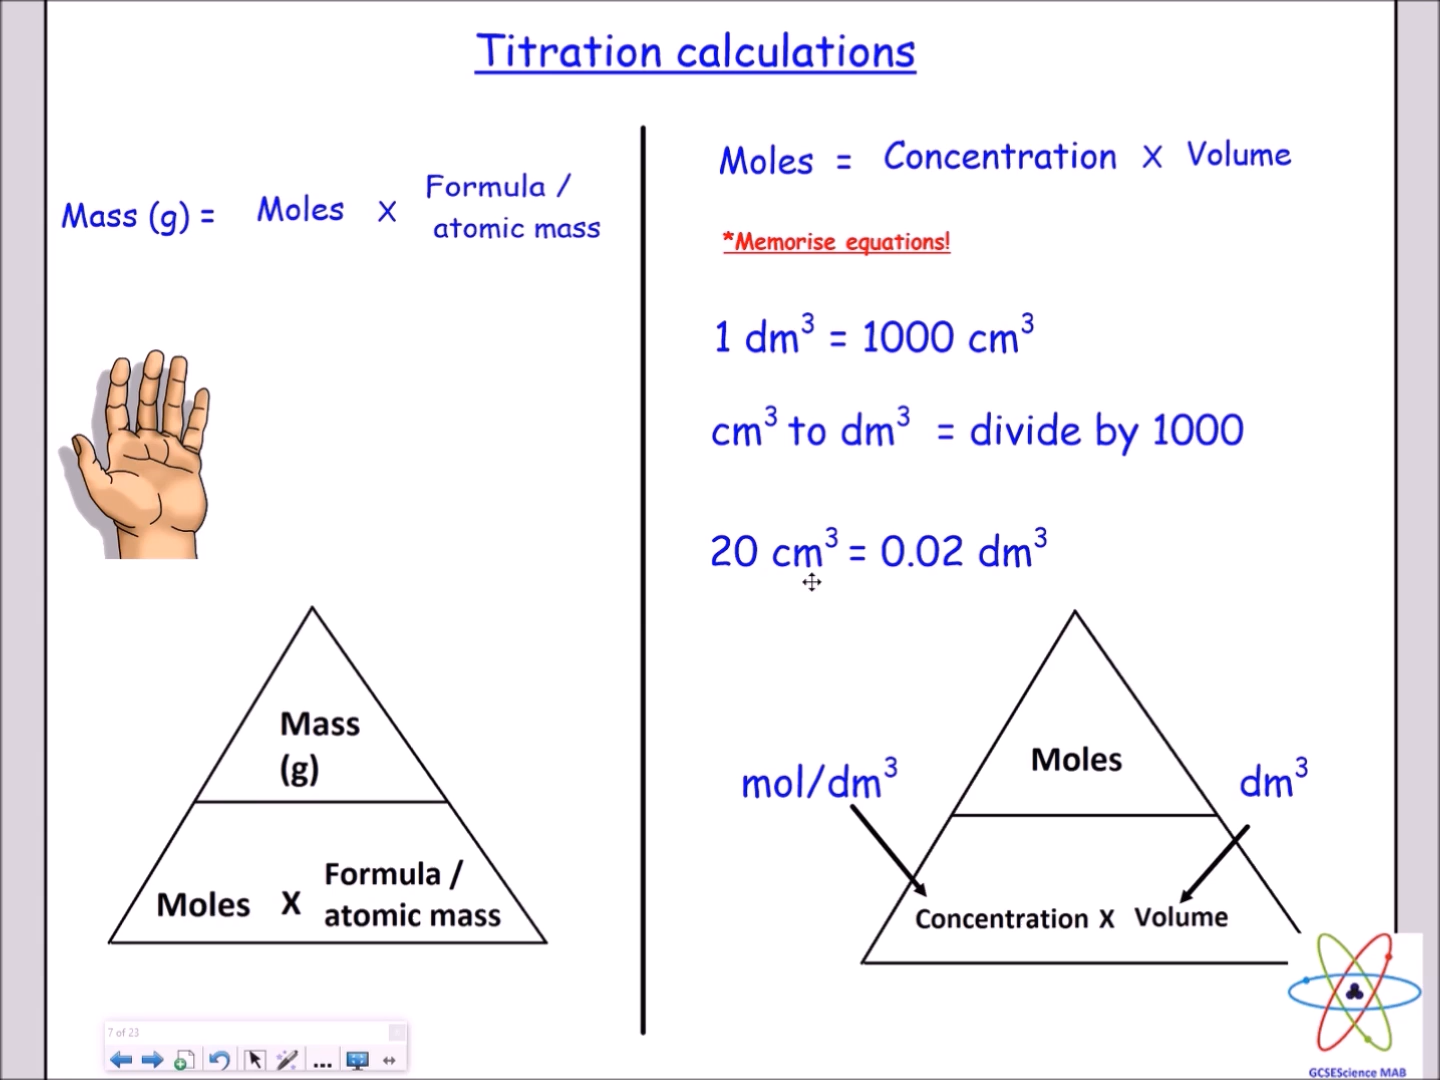 Titration calculations
Mass (g) = Moles x Formula / atomic mass
Moles = Concentration x Volume
*Memorise equations!
1 dm³ = 1000 cm³
cm³ to dm³ = divide by 1000
20 cm³ = 0.02 dm³
Mass
(g)
Moles X Formula /
atomic mass
mol/dm³
Moles
dm³
Concentration X Volume
7 of 23
GCSEScience MAB